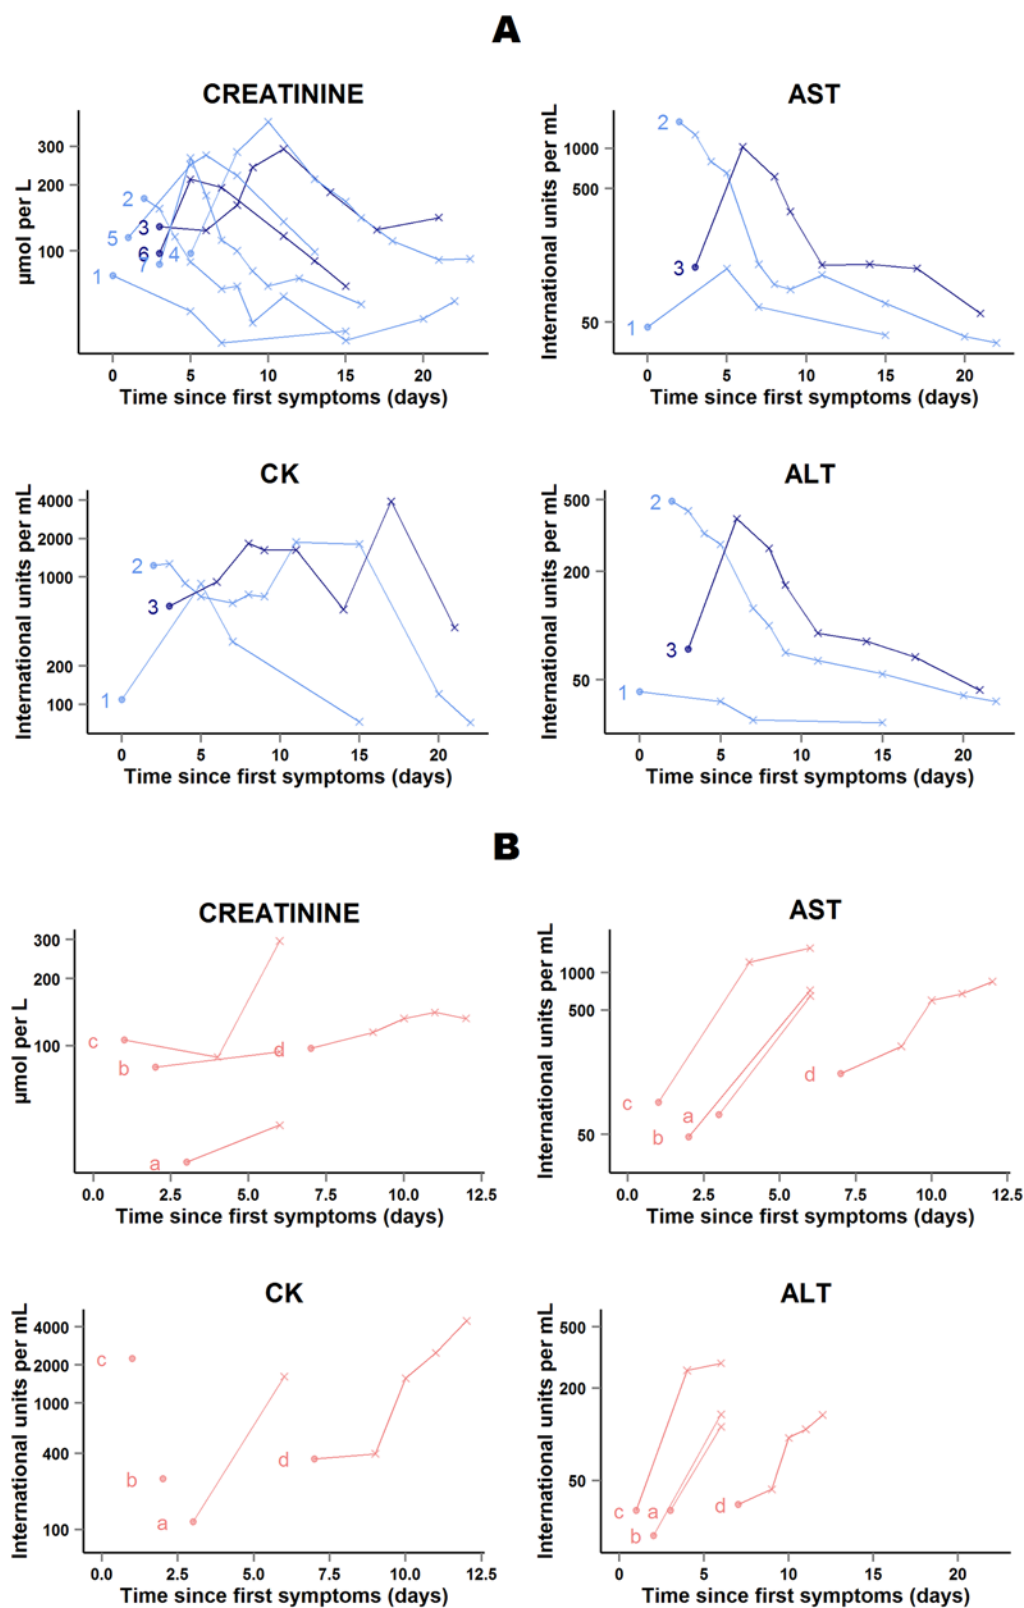 A
CREATININE
µmol per L
300
200
100
2
5
3
6
7
4
1
0
5
10
15
20
Time since first symptoms (days)
AST
International units per mL
1000
500
50
2
3
1
0
5
10
15
20
Time since first symptoms (days)
CK
International units per mL
4000
2000
1000
200
100
2
3
1
0
5
10
15
20
Time since first symptoms (days)
ALT
International units per mL
500
200
50
2
3
1
0
5
10
15
20
Time since first symptoms (days)
B
CREATININE
µmol per L
300
200
100
c
b
d
a
0.0
2.5
5.0
7.5
10.0
12.5
Time since first symptoms (days)
AST
International units per mL
1000
500
50
c
a
b
d
0.0
2.5
5.0
7.5
10.0
12.5
Time since first symptoms (days)
CK
International units per mL
4000
2000
1000
400
100
c
b
a
d
0.0
2.5
5.0
7.5
10.0
12.5
Time since first symptoms (days)
ALT
International units per mL
500
200
50
c
a
b
d
0
5
10
15
20
Time since first symptoms (days)